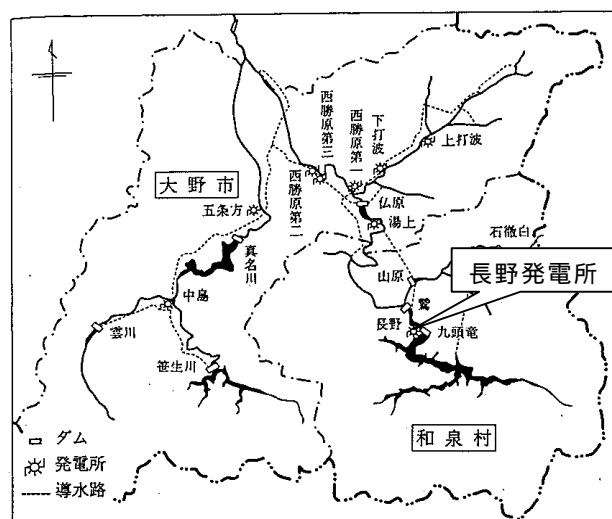 西勝原第三
西勝原第一
下打波
上打波
大野市
西勝原第二
仏原
五条方
湯上
石徹白
真名川
山原
長野発電所
中島
鷲
長野
九頭竜
雲川
笹生川
和泉村
ダム
発電所
導水路